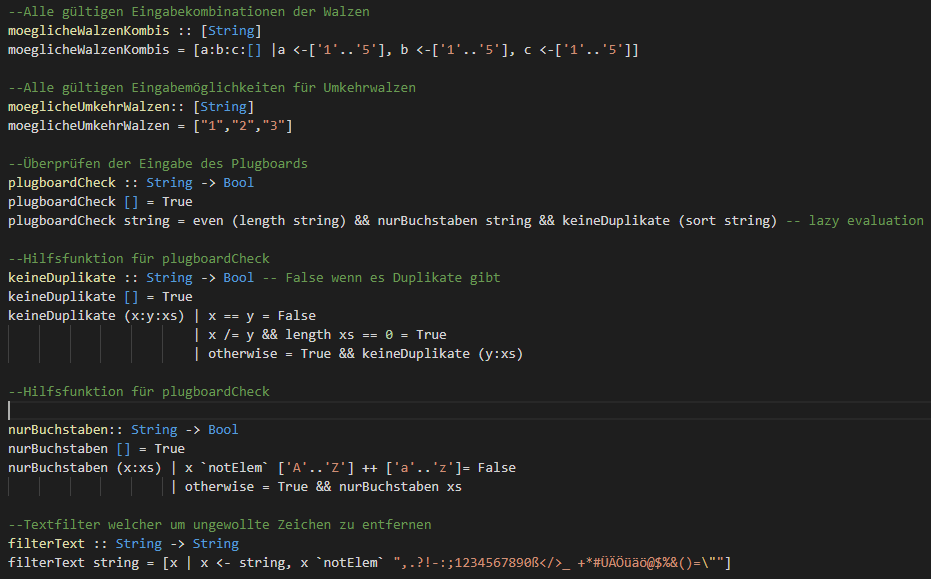 --Alle gültigen Eingabekombinationen der Walzen
moeglicheWalzenKombis :: [String]
moeglicheWalzenKombis = [a:b:c:[] |a <-['1'..'5'], b <-['1'..'5'], c <-['1'..'5']]
--Alle gültigen Eingabemöglichkeiten für Umkehrwalzen
moeglicheUmkehrWalzen:: [String]
moeglicheUmkehrWalzen = ["1","2","3"]
--Überprüfen der Eingabe des Plugboards
plugboardCheck :: String -> Bool
plugboardCheck [] = True
plugboardCheck string = even (length string) && nurBuchstaben string && keineDuplikate (sort string) -- lazy evaluation
--Hilfsfunktion für plugboardCheck
keineDuplikate :: String -> Bool -- False wenn es Duplikate gibt
keineDuplikate [] = True
keineDuplikate (x:y:xs) | x == y = False
| x /= y && length xs == 0 = True
| otherwise = True && keineDuplikate (y:xs)
--Hilfsfunktion für plugboardCheck
nurBuchstaben:: String -> Bool
nurBuchstaben [] = True
nurBuchstaben (x:xs) | x `notElem` ['A'..'Z'] ++ ['a'..'z']= False
| otherwise = True && nurBuchstaben xs
--Textfilter welcher um ungewollte Zeichen zu entfernen
filterText :: String -> String
filterText string = [x | x <- string, x `notElem` ",.?!-:;1234567890ß</>_ +*#ÜÄÖüäö@$%&()=\""]